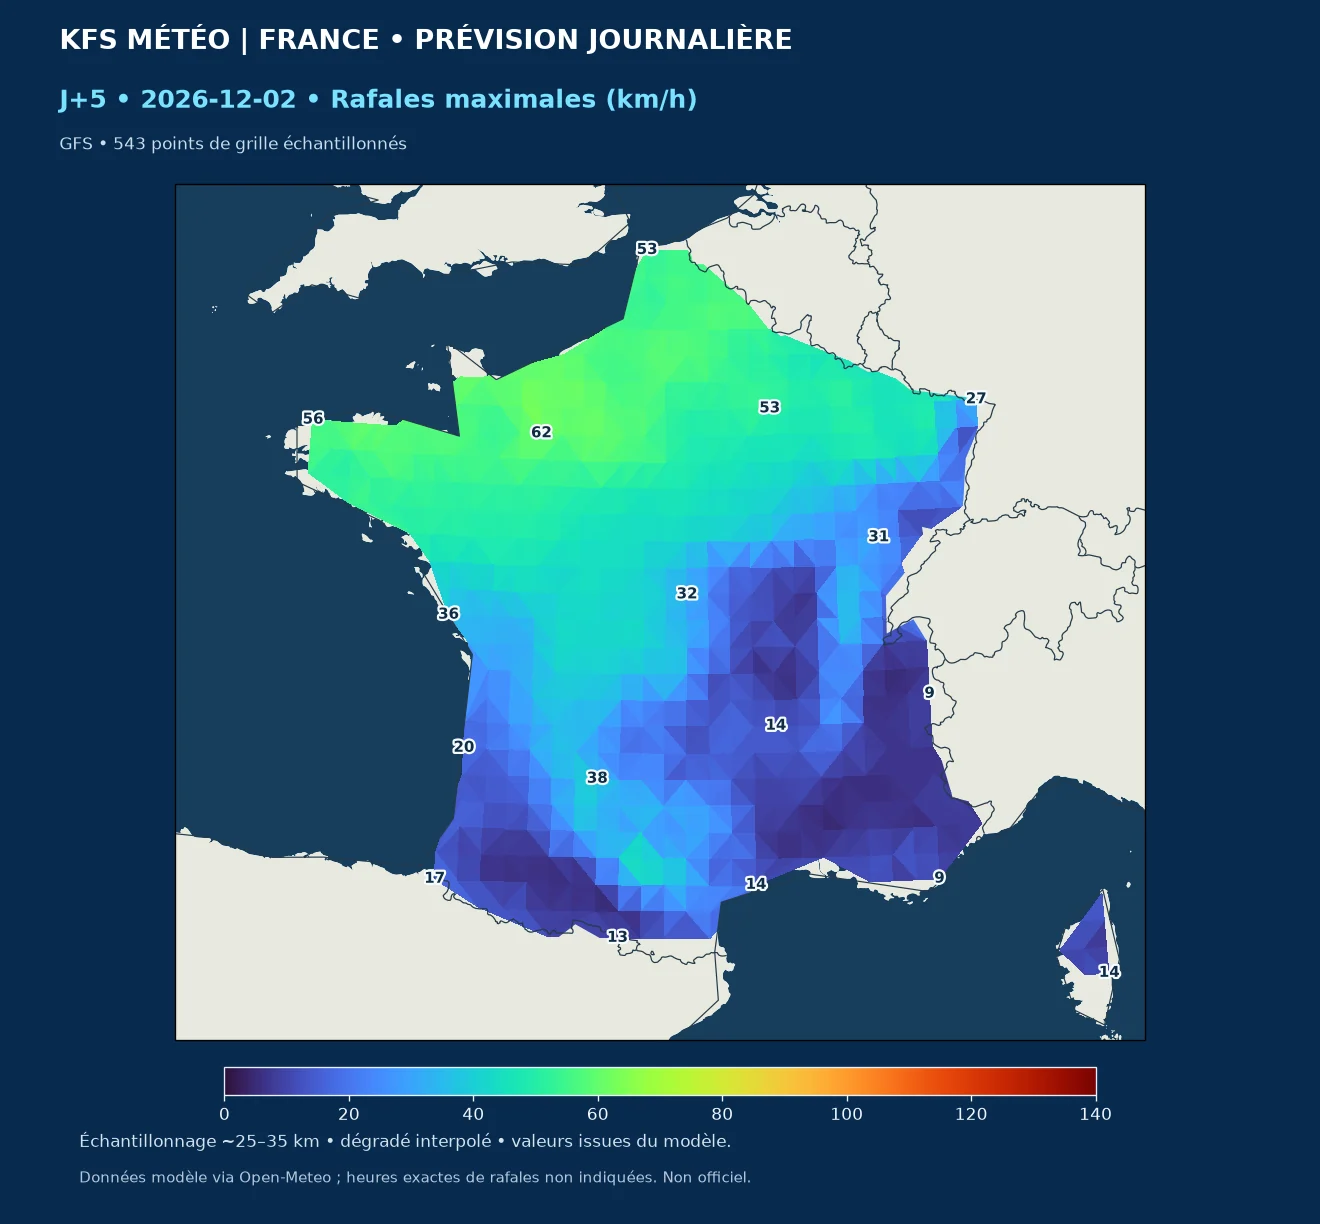 KFS MÉTÉO | FRANCE • PRÉVISION JOURNALIÈRE
J+5 • 2026-12-02 • Rafales maximales (km/h)
GFS • 543 points de grille échantillonnés
53
27
53
56
62
31
32
36
9
14
20
38
17
14
9
13
14
0 20 40 60 80 100 120 140
Échantillonnage ~25–35 km • dégradé interpolé • valeurs issues du modèle.
Données modèle via Open-Meteo ; heures exactes de rafales non indiquées. Non officiel.